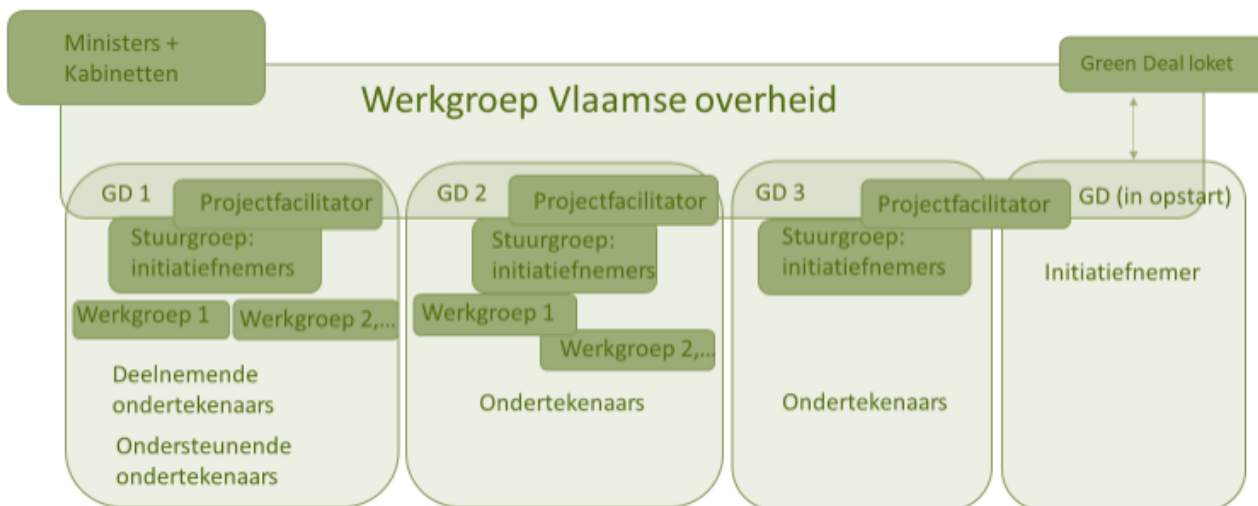 Ministers +
Kabinetten
Green Deal loket
Werkgroep Vlaamse overheid
GD 1
Projectfacilitator
Stuurgroep:
initiatiefnemers
Werkgroep 1
Werkgroep 2,...
Deelnemende
ondertekenaars
Ondersteunende
ondertekenaars
GD 2
Projectfacilitator
Stuurgroep:
initiatiefnemers
Werkgroep 1
Werkgroep 2,...
Ondertekenaars
GD 3
Projectfacilitator
Stuurgroep:
initiatiefnemers
Ondertekenaars
GD (in opstart)
Initiatiefnemer